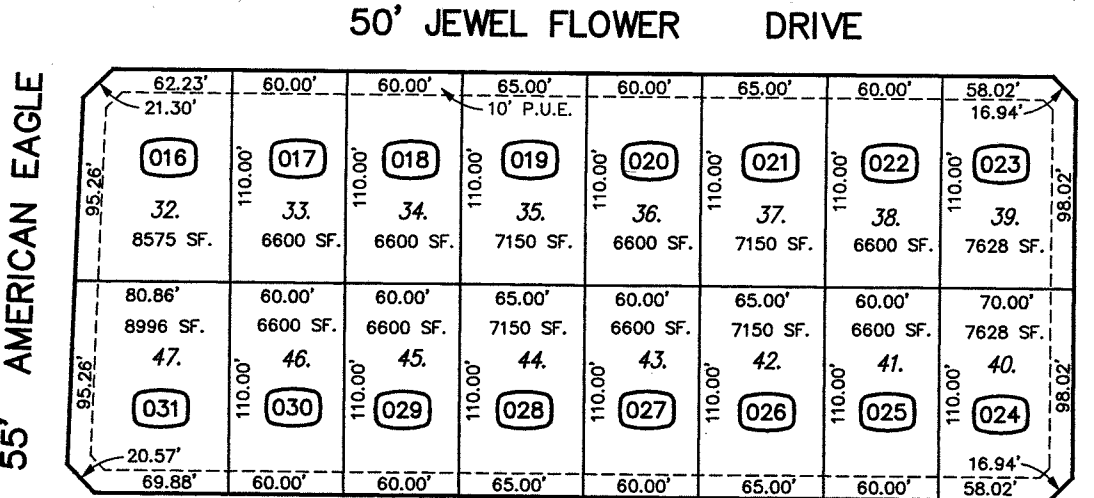 50' JEWEL FLOWER DRIVE
55' AMERICAN EAGLE
62.23' 60.00' 60.00' 65.00' 60.00' 65.00' 60.00' 58.02'
21.30' 10' P.U.E. 16.94'
016 017 018 019 020 021 022 023
95.26' 110.00' 110.00' 110.00' 110.00' 110.00' 110.00' 110.00' 98.02'
32. 33. 34. 35. 36. 37. 38. 39.
8575 SF. 6600 SF. 6600 SF. 7150 SF. 6600 SF. 7150 SF. 6600 SF. 7628 SF.
80.86' 60.00' 60.00' 65.00' 60.00' 65.00' 60.00' 70.00'
8996 SF. 6600 SF. 6600 SF. 7150 SF. 6600 SF. 7150 SF. 6600 SF. 7628 SF.
47. 46. 45. 44. 43. 42. 41. 40.
95.26' 110.00' 110.00' 110.00' 110.00' 110.00' 110.00' 110.00' 98.02'
031 030 029 028 027 026 025 024
20.57' 16.94'
69.88' 60.00' 60.00' 65.00' 60.00' 65.00' 60.00' 58.02'